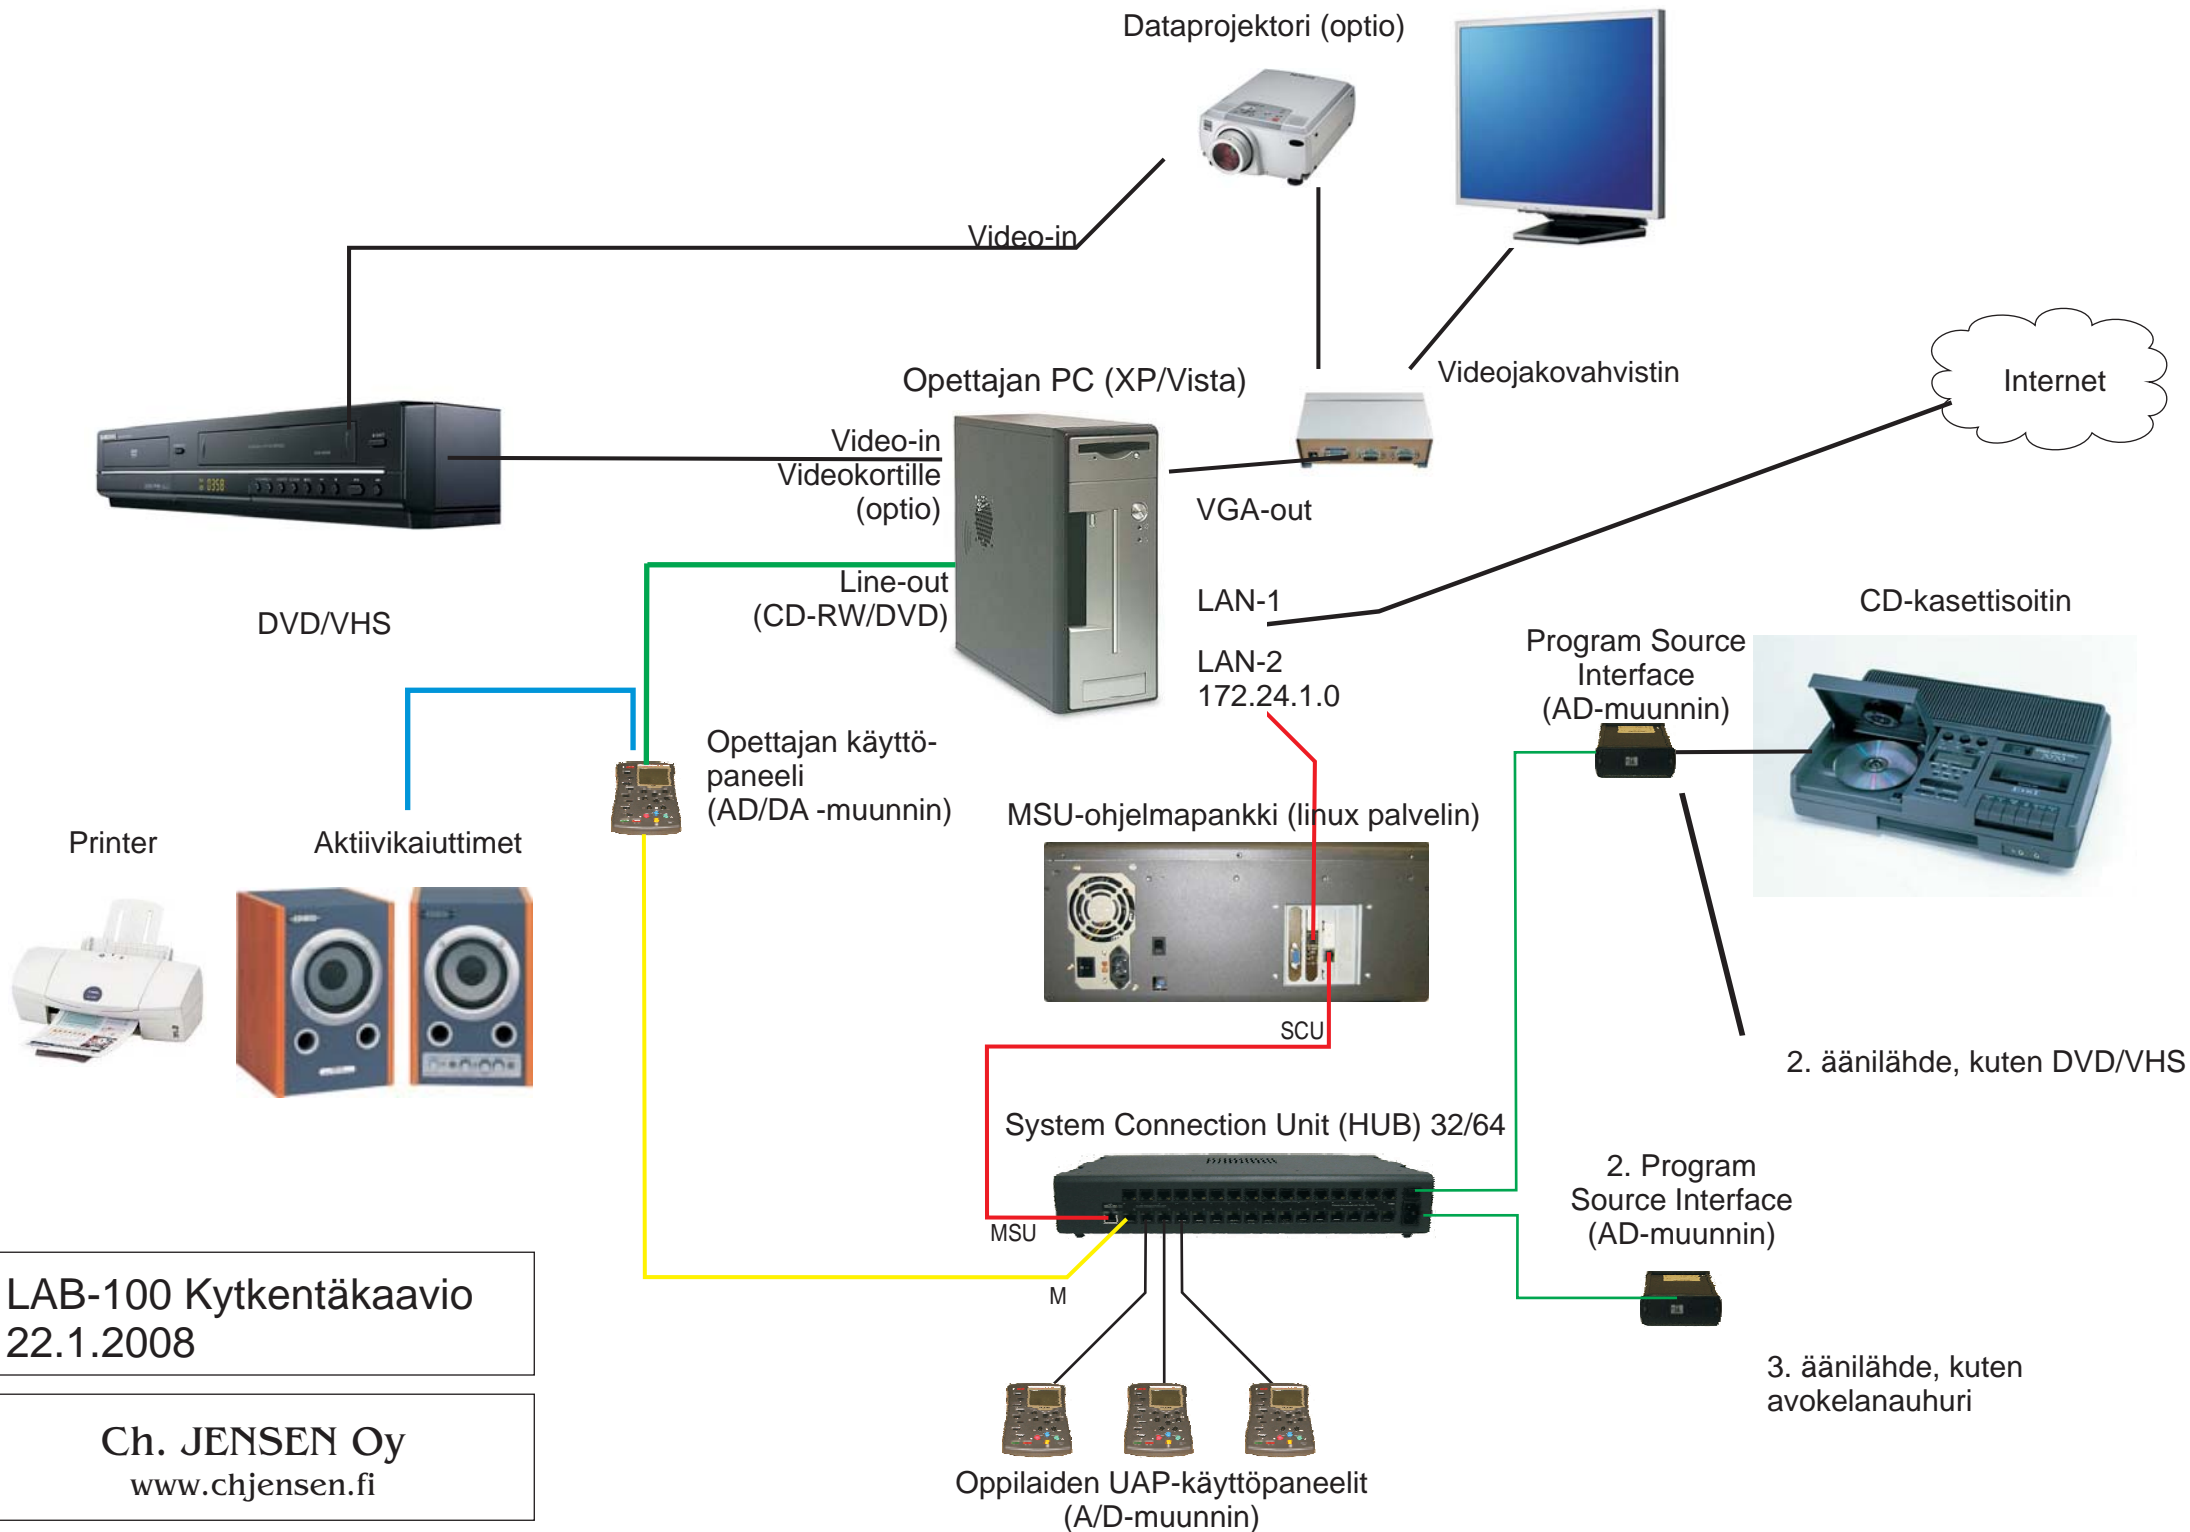 Dataprojektori (optio)
Video-in
Opettajan PC (XP/Vista)
Videojakovahvistin
Internet
Video-in
Videokortille
(optio)
VGA-out
Line-out
(CD-RW/DVD)
LAN-1
LAN-2
172.24.1.0
DVD/VHS
Program Source
Interface
(AD-muunnin)
CD-kasettisoitin
Opettajan käyttö-
paneeli
(AD/DA -muunnin)
MSU-ohjelmapankki (linux palvelin)
Printer
Aktiivikaiuttimet
SCU
2. äänilähde, kuten DVD/VHS
System Connection Unit (HUB) 32/64
MSU
M
2. Program
Source Interface
(AD-muunnin)
3. äänilähde, kuten
avokelanauhuri
Oppilaiden UAP-käyttöpaneelit
(A/D-muunnin)
LAB-100 Kytkentäkaavio
22.1.2008
Ch. JENSEN Oy
www.chjensen.fi